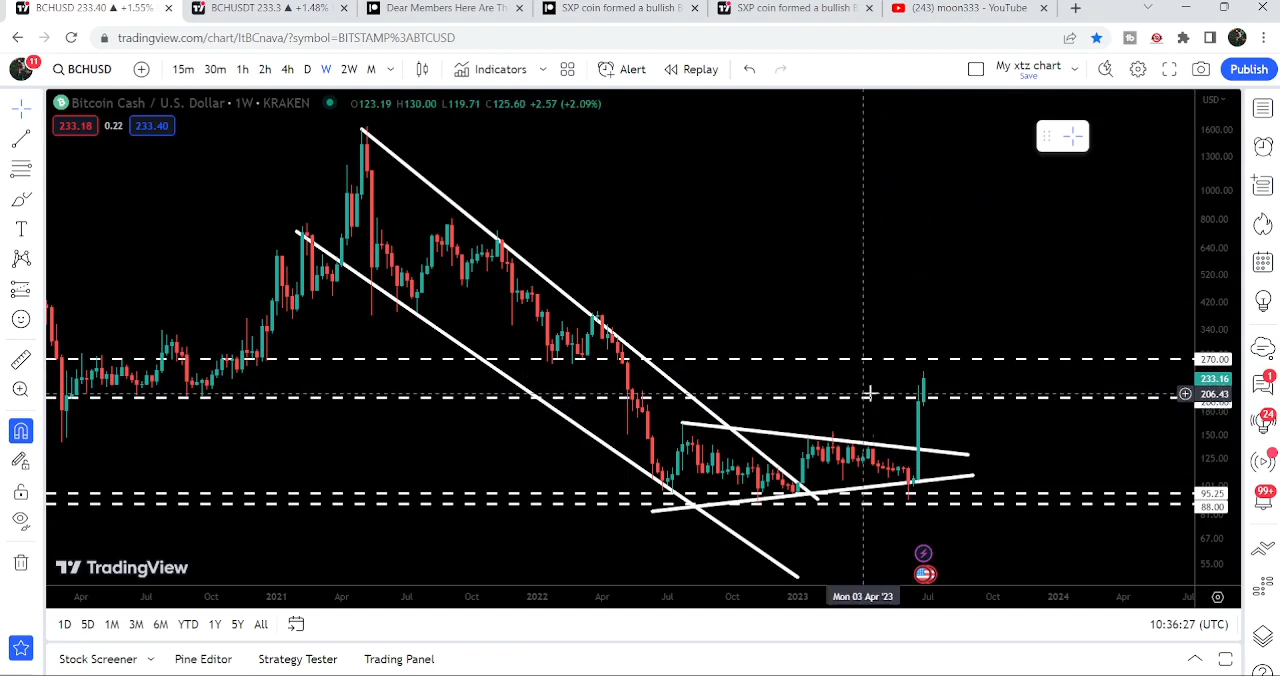 BCHUSD 233.40 ▲ +1.55%
BCHUSDT 233.3 ▲ +1.48%
Dear Members Here Are Th
SXP coin formed a bullish B
SXP coin formed a bullish B
(243) moon333 - YouTube
tradingview.com/chart/ItBCnava/?symbol=BITSTAMP%3ABTCUSD
11
BCHUSD
15m 30m 1h 2h 4h D W 2W M
Indicators
Alert
Replay
My xtz chart
Save
Publish
Bitcoin Cash / U.S. Dollar · 1W · KRAKEN
O123.19 H130.00 L119.71 C125.60 +2.57 (+2.09%)
USD
233.18 0.22 233.40
1600.00
1300.00
1000.00
800.00
640.00
520.00
420.00
340.00
270.00
233.16
206.43
180.00
150.00
125.00
95.25
88.00
67.00
55.00
1
24
99+
TradingView
Apr Jul Oct 2021 Apr Jul Oct 2022 Apr Jul Oct 2023 Mon 03 Apr '23 Jul Oct 2024 Apr Jul
1D 5D 1M 3M 6M YTD 1Y 5Y All
10:36:27 (UTC)
Stock Screener Pine Editor Strategy Tester Trading Panel